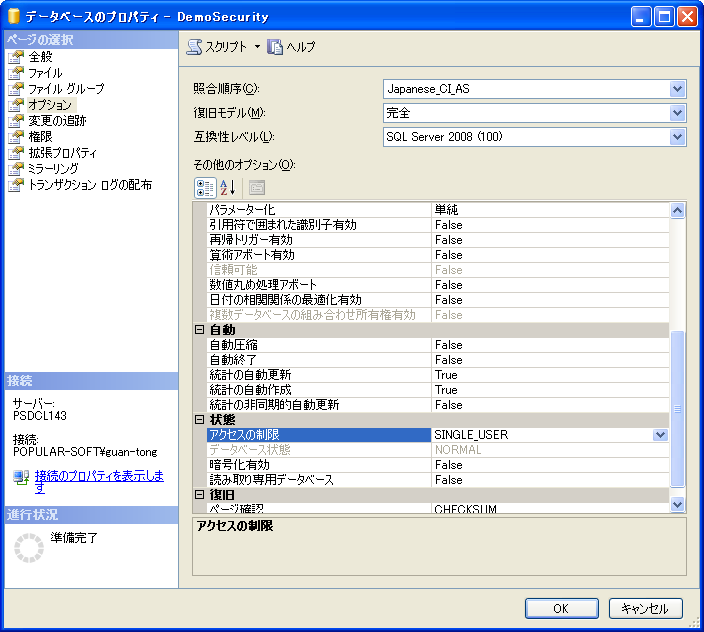 データベースのプロパティ - DemoSecurity
ページの選択
全般
ファイル
ファイル グループ
オプション
変更の追跡
権限
拡張プロパティ
ミラーリング
トランザクション ログの配布
接続
サーバー:
PSDCL143
接続:
POPULAR-SOFT¥guan-tong
接続のプロパティを表示しま
す
進行状況
準備完了
スクリプト ヘルプ
照合順序(C): Japanese_CI_AS
復旧モデル(M): 完全
互換性レベル(L): SQL Server 2008 (100)
その他のオプション(O):
パラメーター化 単純
引用符で囲まれた識別子有効 False
再帰トリガー有効 False
算術アボート有効 False
信頼可能 False
数値丸め処理アボート False
日付の相関関係の最適化有効 False
複数データベースの組み合わせ所有権有効 False
自動
自動圧縮 False
自動終了 False
統計の自動更新 True
統計の自動作成 True
統計の非同期的自動更新 False
状態
アクセスの制限 SINGLE_USER
データベース状態 NORMAL
暗号化有効 False
読み取り専用データベース False
復旧
ページ確認 CHECKSUM
アクセスの制限
OK キャンセル